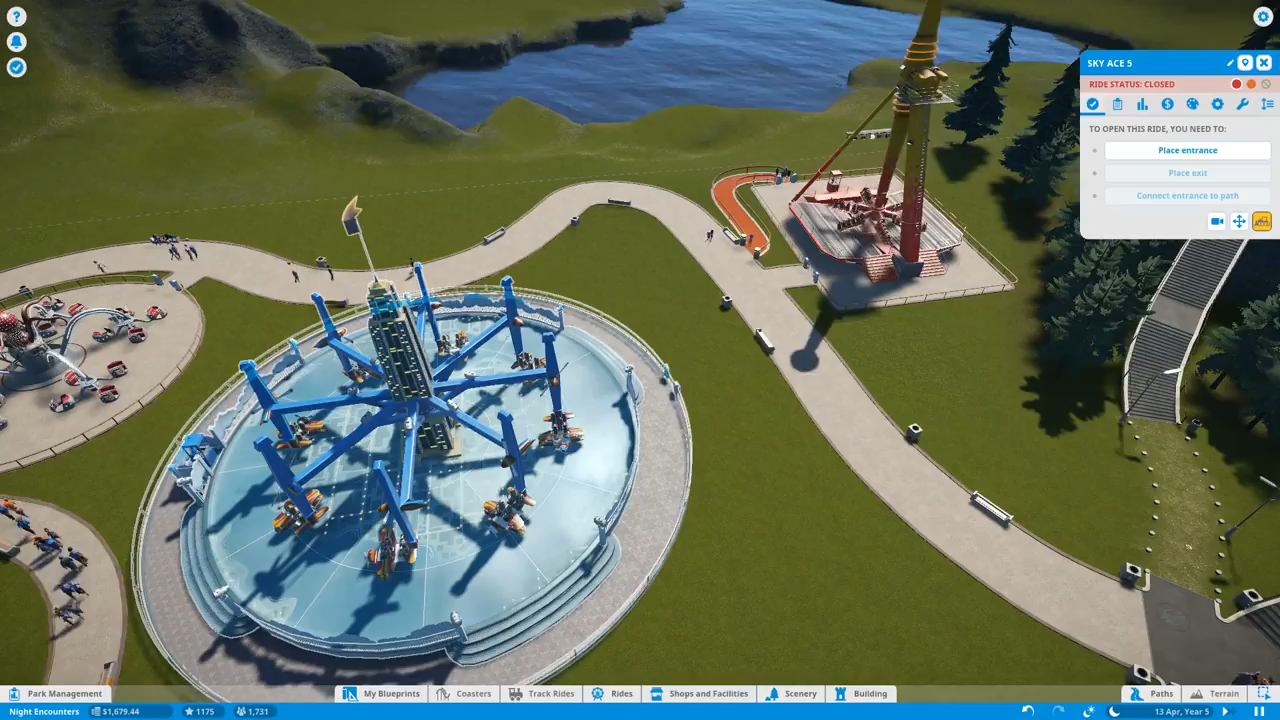 SKY ACE 5
RIDE STATUS: CLOSED
TO OPEN THIS RIDE, YOU NEED TO:
Place entrance
Place exit
Connect entrance to path
Park Management
My Blueprints
Coasters
Track Rides
Rides
Shops and Facilities
Scenery
Building
Paths
Terrain
Night Encounters
$1,679.44
1175
1,731
13 Apr, Year 5